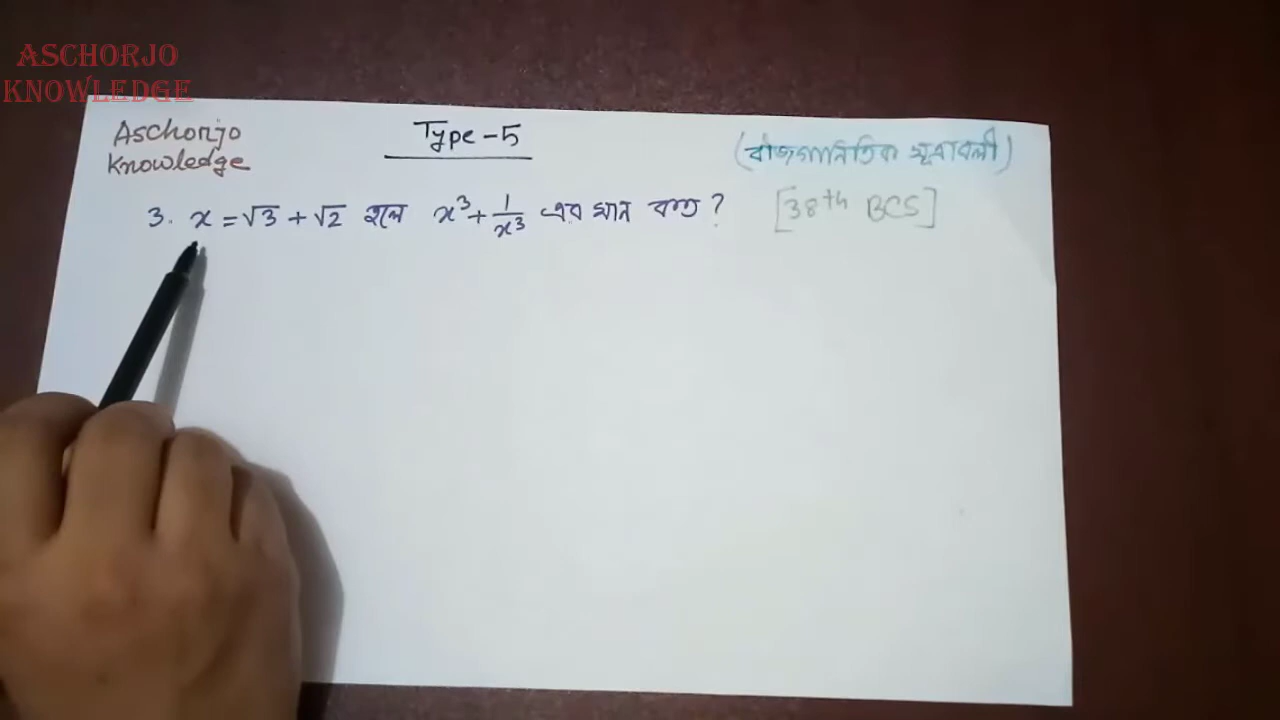 ASCHORJO
KNOWLEDGE
Aschorjo
Knowledge
Type-5
(বীজগানিতিক সূত্রাবলী)
3. x = √3 + √2 হলে x³ + 1/x³ এর মান কত ? [38th BCS]